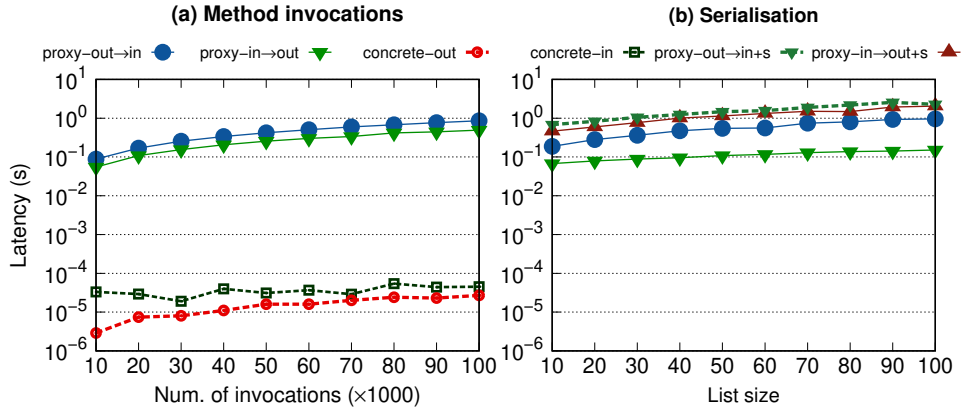 (a) Method invocations
(b) Serialisation
proxy−out→in
proxy−in→out
concrete−out
concrete−in
proxy−out→in+s
proxy−in→out+s
Latency (s)
10^1
10^0
10^−1
10^−2
10^−3
10^−4
10^−5
10^−6
10 20 30 40 50 60 70 80 90 100
Num. of invocations (×1000)
10^1
10^0
10^−1
10^−2
10^−3
10^−4
10^−5
10^−6
10 20 30 40 50 60 70 80 90 100
List size